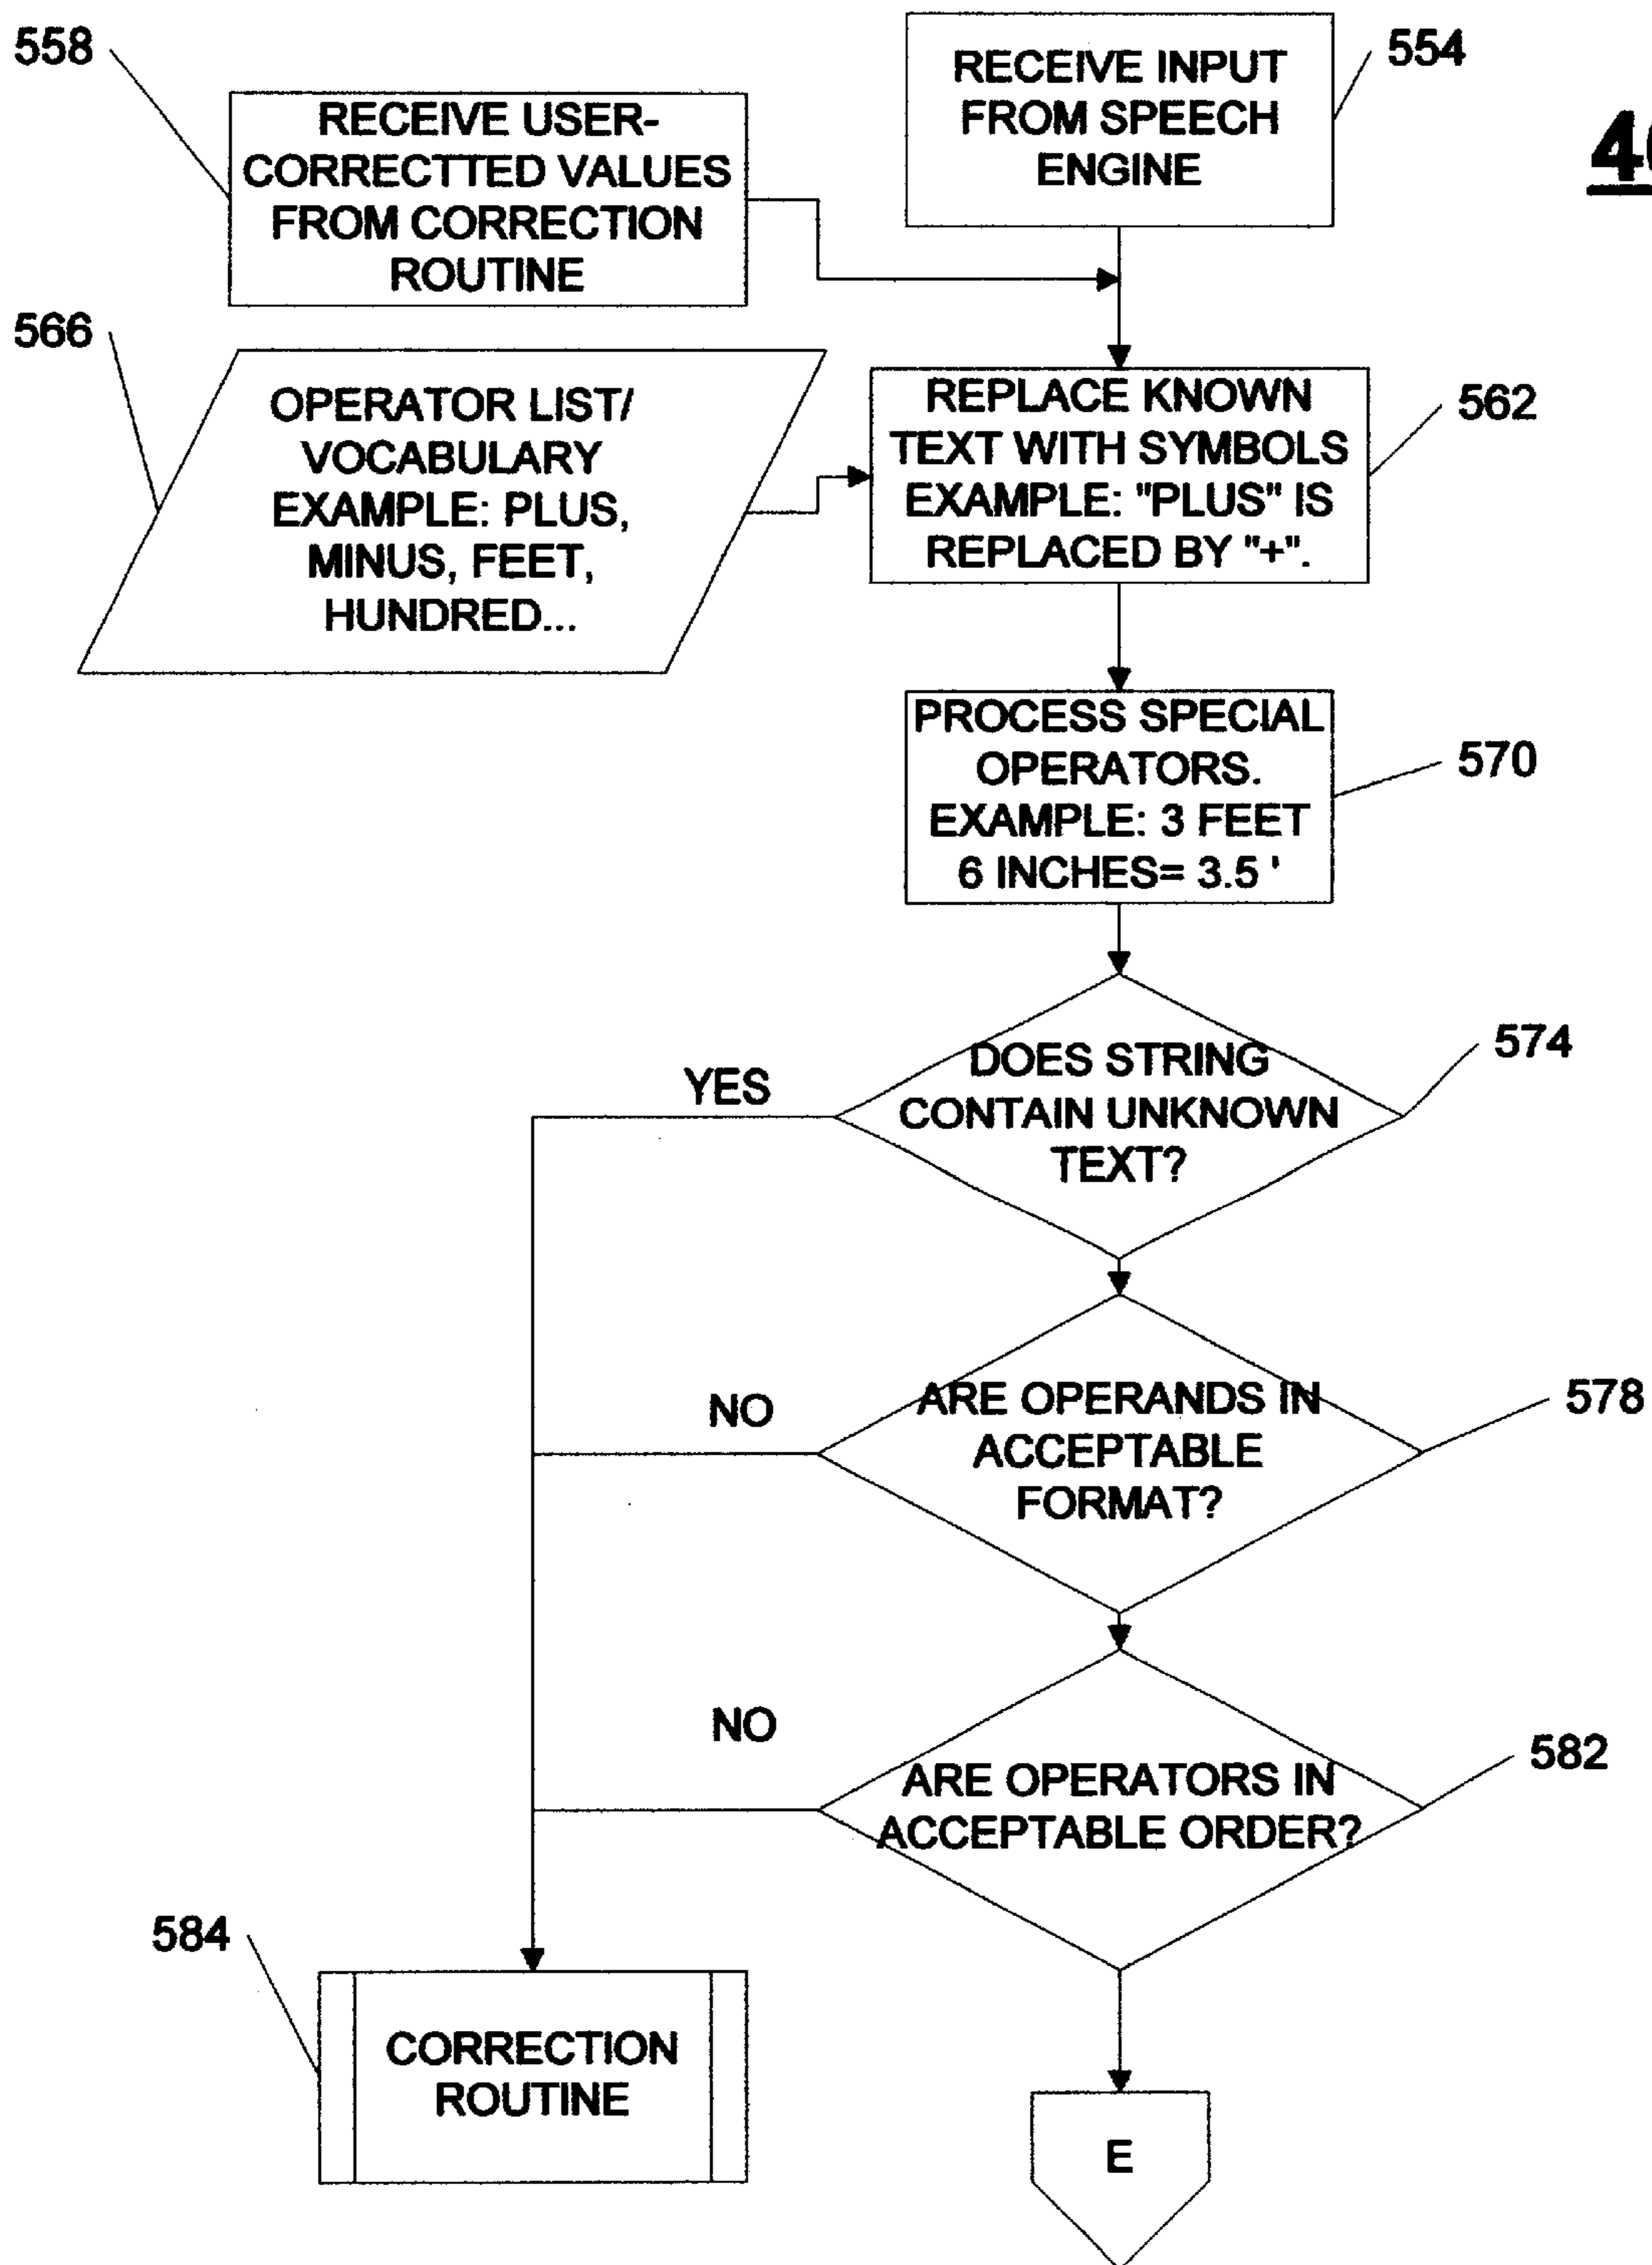 558
RECEIVE USER-
CORRECTTED VALUES
FROM CORRECTION
ROUTINE
RECEIVE INPUT
FROM SPEECH
ENGINE
554
566
OPERATOR LIST/
VOCABULARY
EXAMPLE: PLUS,
MINUS, FEET,
HUNDRED...
REPLACE KNOWN
TEXT WITH SYMBOLS
EXAMPLE: "PLUS" IS
REPLACED BY "+".
562
PROCESS SPECIAL
OPERATORS.
EXAMPLE: 3 FEET
6 INCHES= 3.5 '
570
YES
DOES STRING
CONTAIN UNKNOWN
TEXT?
574
NO
ARE OPERANDS IN
ACCEPTABLE
FORMAT?
578
NO
ARE OPERATORS IN
ACCEPTABLE ORDER?
582
584
CORRECTION
ROUTINE
E